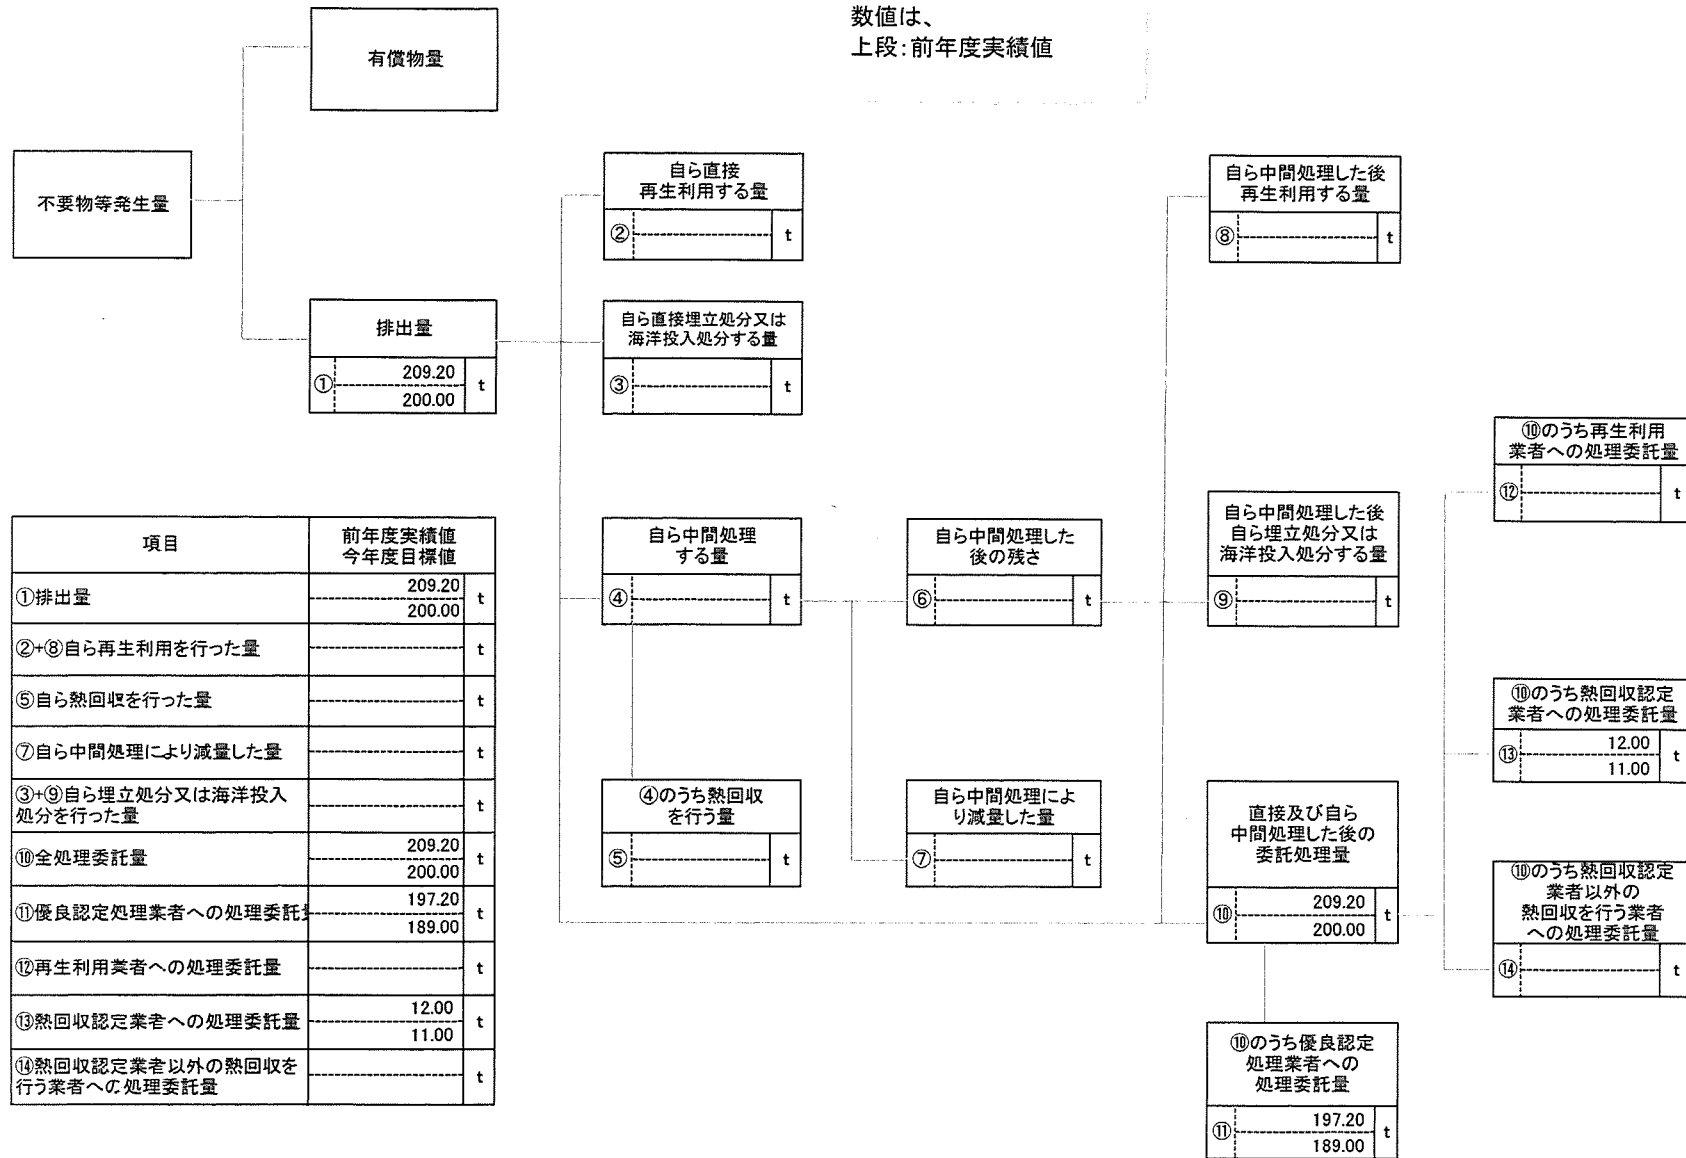 数値は、
上段:前年度実績値
有償物量
不要物等発生量
排出量
① 209.20 t
200.00
自ら直接
再生利用する量
② t
自ら直接埋立処分又は
海洋投入処分する量
③ t
自ら中間処理
する量
④ t
④のうち熱回収
を行う量
⑤ t
自ら中間処理した
後の残さ
⑥ t
自ら中間処理によ
り減量した量
⑦ t
自ら中間処理した後
再生利用する量
⑧ t
自ら中間処理した後
自ら埋立処分又は
海洋投入処分する量
⑨ t
直接及び自ら
中間処理した後の
委託処理量
⑩ 209.20 t
200.00
⑩のうち優良認定
処理業者への
処理委託量
⑪ 197.20 t
189.00
⑩のうち再生利用
業者への処理委託量
⑫ t
⑩のうち熱回収認定
業者への処理委託量
⑬ 12.00 t
11.00
⑩のうち熱回収認定
業者以外の
熱回収を行う業者
への処理委託量
⑭ t
項目 前年度実績値
今年度目標値
①排出量 209.20 t
200.00
②+⑧自ら再生利用を行った量 t
⑤自ら熱回収を行った量 t
⑦自ら中間処理により減量した量 t
③+⑨自ら埋立処分又は海洋投入
処分を行った量 t
⑩全処理委託量 209.20 t
200.00
⑪優良認定処理業者への処理委託 197.20 t
189.00
⑫再生利用業者への処理委託量 t
⑬熱回収認定業者への処理委託量 12.00 t
11.00
⑭熱回収認定業者以外の熱回収を
行う業者への処理委託量 t